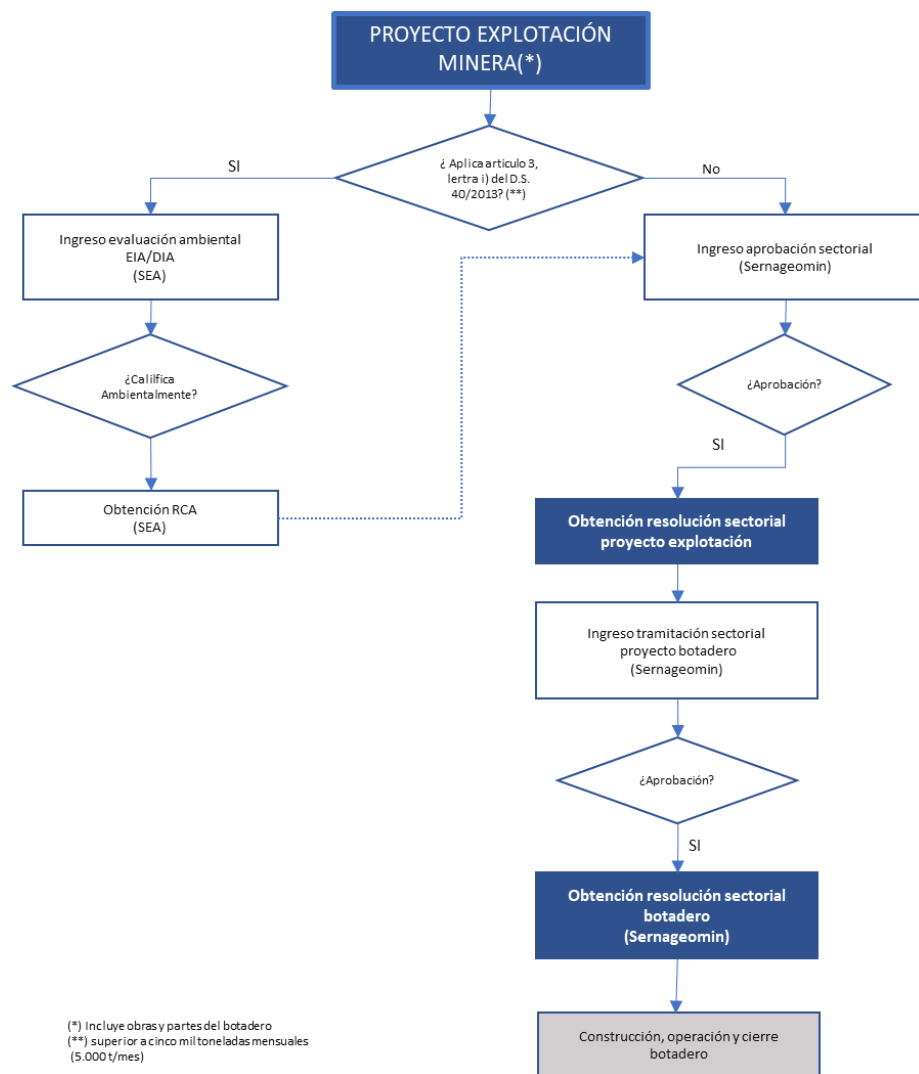 PROYECTO EXPLOTACIÓN
MINERA(*)
¿ Aplica articulo 3,
lertra i) del D.S.
40/2013? (**)
SI
No
Ingreso evaluación ambiental
EIA/DIA
(SEA)
Ingreso aprobación sectorial
(Sernageomin)
¿Calilfica
Ambientalmente?
¿Aprobación?
SI
Obtención RCA
(SEA)
Obtención resolución sectorial
proyecto explotación
Ingreso tramitación sectorial
proyecto botadero
(Sernageomin)
¿Aprobación?
SI
Obtención resolución sectorial
botadero
(Sernageomin)
(*) Incluye obras y partes del botadero
(**) superior a cinco mil toneladas mensuales
(5.000 t/mes)
Construcción, operación y cierre
botadero